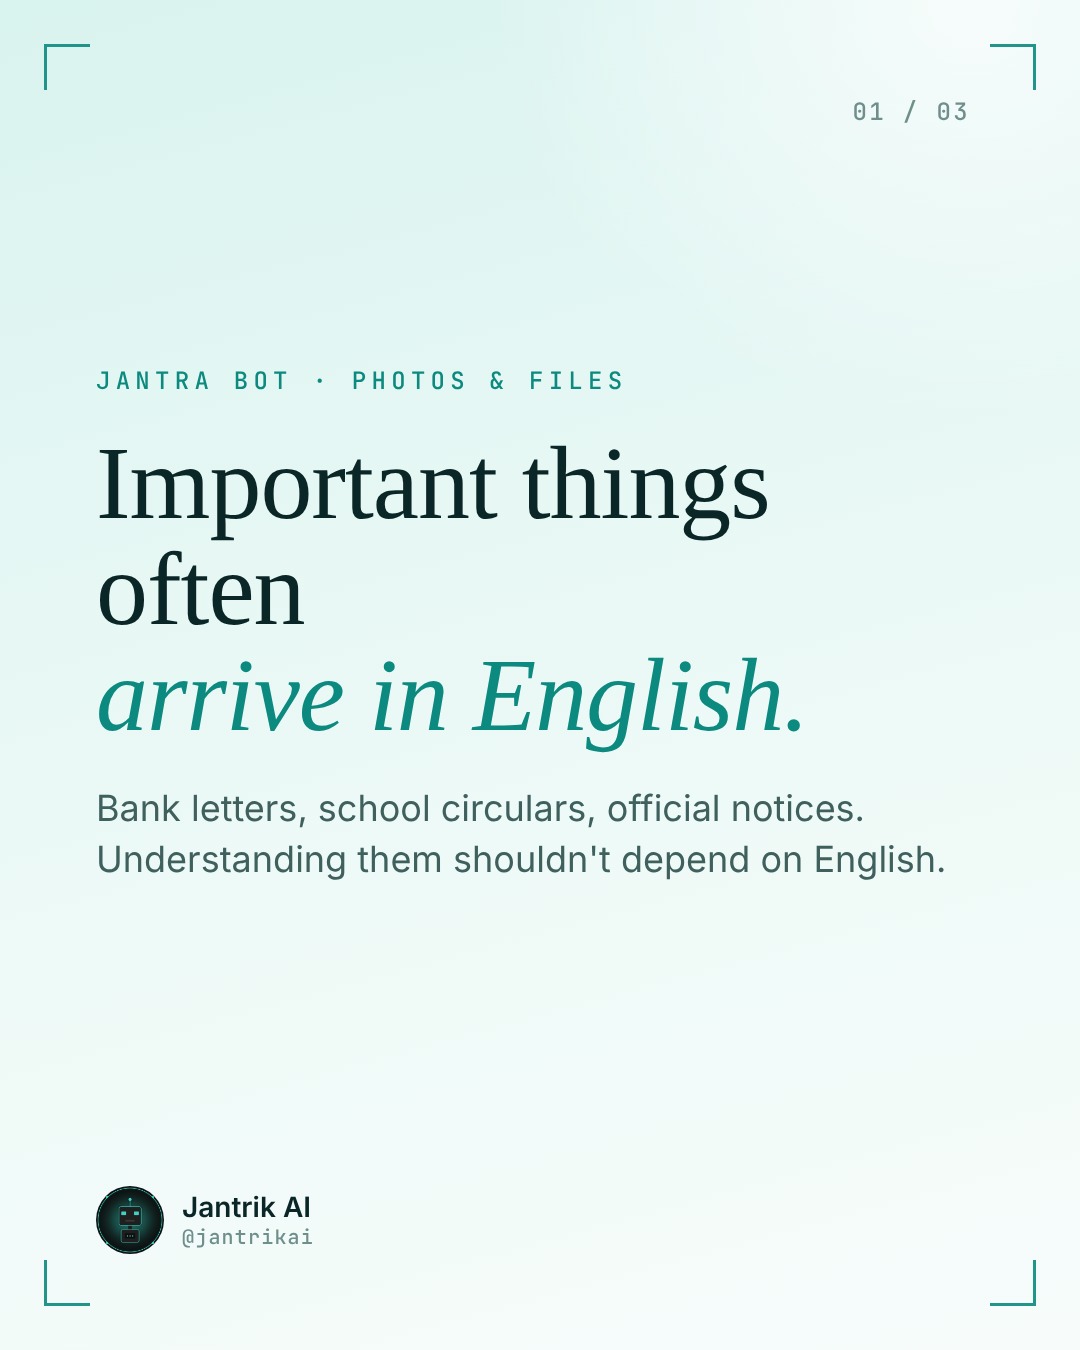 01 / 03
JANTRA BOT · PHOTOS & FILES
Important things
often
arrive in English.
Bank letters, school circulars, official notices.
Understanding them shouldn't depend on English.
Jantrik AI
@jantrikai